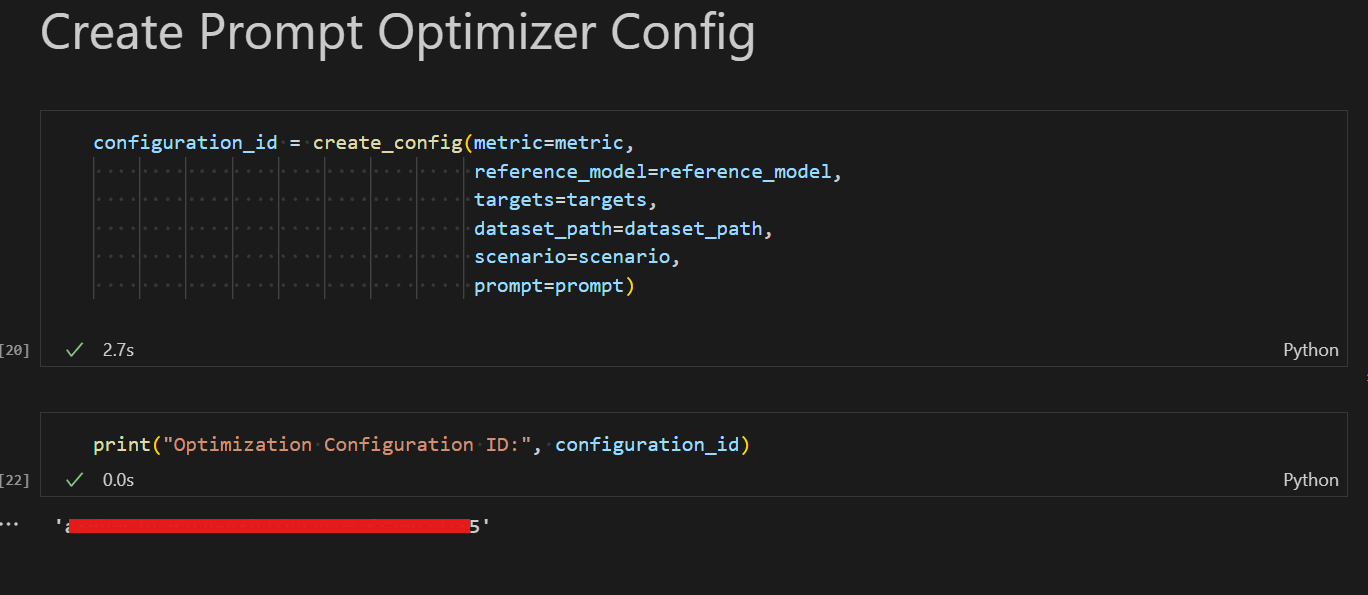 Create Prompt Optimizer Config
configuration_id = create_config(metric=metric,
reference_model=reference_model,
targets=targets,
dataset_path=dataset_path,
scenario=scenario,
prompt=prompt)
[20] 2.7s Python
print("Optimization Configuration ID:", configuration_id)
[22] 0.0s Python
... 'a 5'